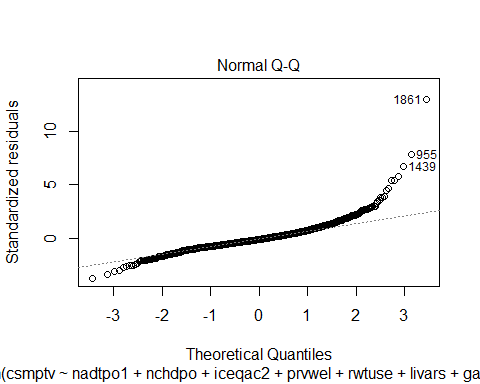 Normal Q-Q
Standardized residuals
10
5
0
1861
955
1439
-3 -2 -1 0 1 2 3
Theoretical Quantiles
(csmptv ~ nadtpo1 + nchdpo + iceqac2 + prvwel + rwtuse + livars + ga